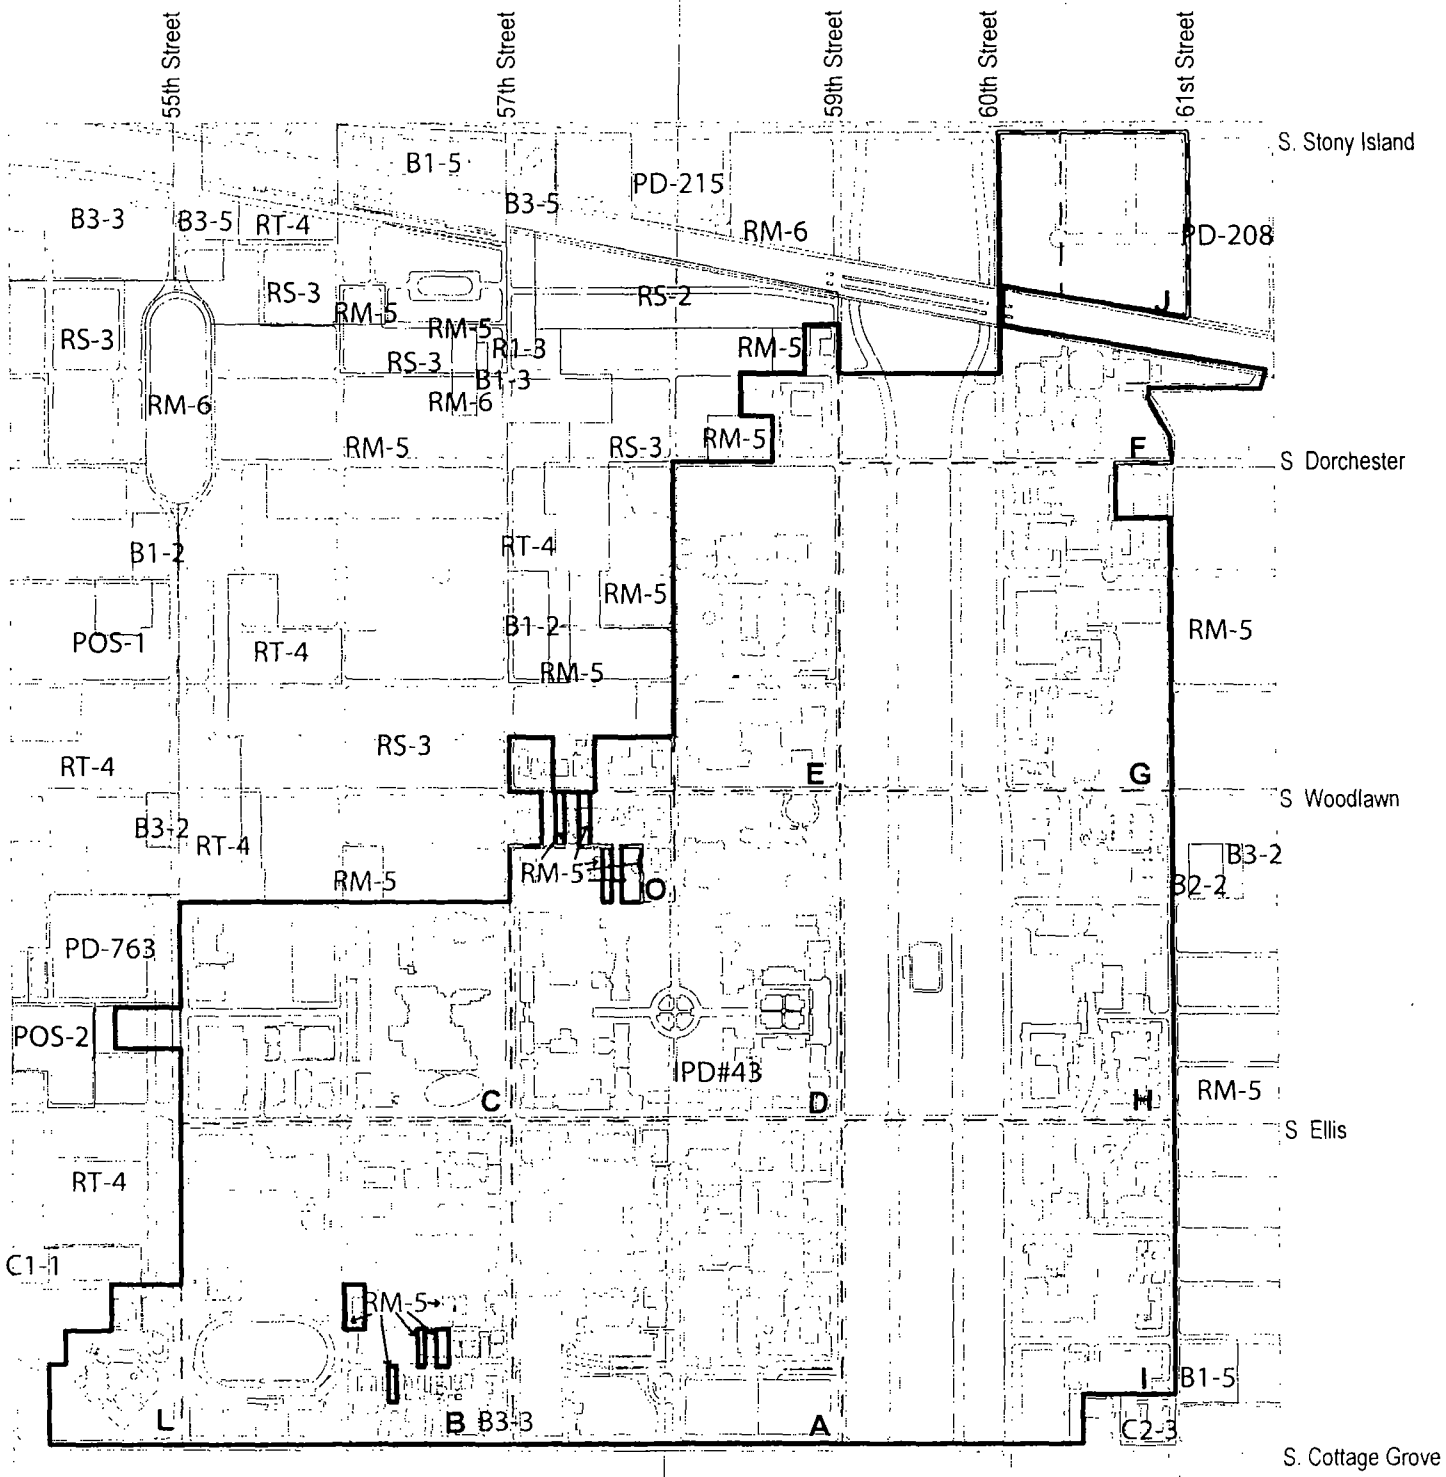 55th Street
57th Street
59th Street
60th Street
61st Street
S. Stony Island
B1-5
PD-215
B3-5
B3-3
B3-5
RT-4
RM-6
PD-208
RS-3
RS-2
J
RM-5
RM-5
RS-3
R1-3
RM-5
RS-3
B1-3
RM-6
RM-6
RM-5
RS-3
RM-5
F
S Dorchester
B1-2
RT-4
RM-5
POS-1
RT-4
B1-2
RM-5
RM-5
RS-3
RT-4
E
G
S Woodlawn
B3-2
RT-4
B3-2
RM-5
RM-5
O
B2-2
PD-763
POS-2
IPD#43
C
D
H
RM-5
S Ellis
RT-4
C1-1
RM-5
I
B1-5
L
B
B3-3
A
C2-3
S. Cottage Grove